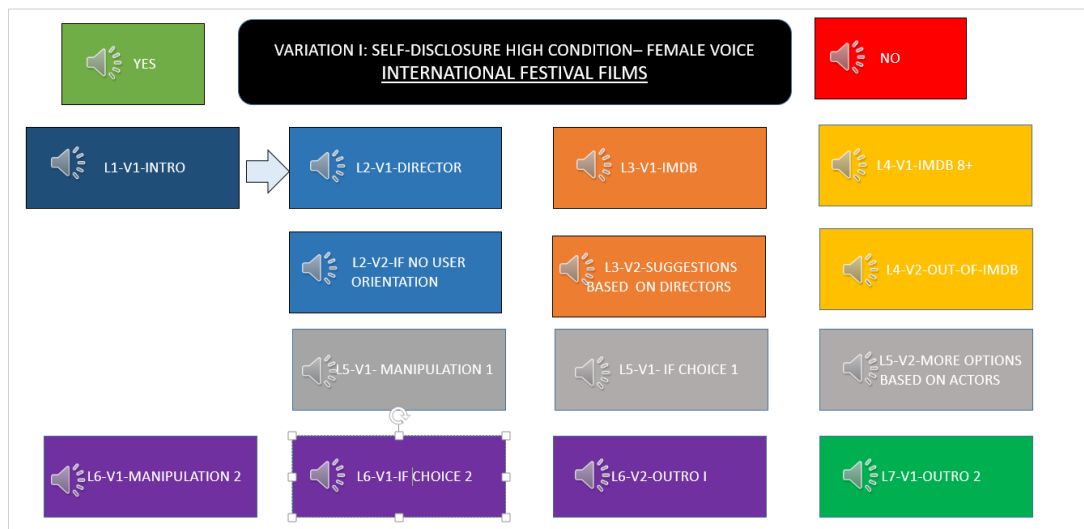 YES
VARIATION I: SELF-DISCLOSURE HIGH CONDITION– FEMALE VOICE
INTERNATIONAL FESTIVAL FILMS
NO
L1-V1-INTRO
L2-V1-DIRECTOR
L3-V1-IMDB
L4-V1-IMDB 8+
L2-V2-IF NO USER
ORIENTATION
L3-V2-SUGGESTIONS
BASED ON DIRECTORS
L4-V2-OUT-OF-IMDB
L5-V1- MANIPULATION 1
L5-V1- IF CHOICE 1
L5-V2-MORE OPTIONS
BASED ON ACTORS
L6-V1-MANIPULATION 2
L6-V1-IF CHOICE 2
L6-V2-OUTRO I
L7-V1-OUTRO 2